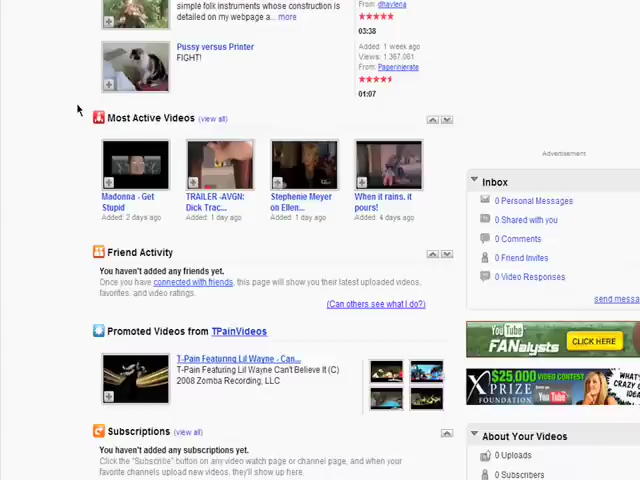 simple folk instruments whose construction is
detailed on my webpage a... more
From: dhavlena
03:38
Pussy versus Printer
FIGHT!
Added: 1 week ago
Views: 1,367,061
From: Paperinierate
01:07
Most Active Videos (view all)
Madonna - Get
Stupid
Added: 2 days ago
TRAILER -AVGN:
Dick Trac...
Added: 1 day ago
Stephenie Meyer
on Ellen...
Added: 1 day ago
When it rains, it
pours!
Added: 4 days ago
Friend Activity
You haven't added any friends yet.
Once you have connected with friends, this page will show you their latest uploaded videos,
favorites, and video ratings.
(Can others see what I do?)
Promoted Videos from TPainVideos
T-Pain Featuring Lil Wayne - Can...
T-Pain Featuring Lil Wayne Can't Believe It (C)
2008 Zomba Recording, LLC
Subscriptions (view all)
You haven't added any subscriptions yet.
Click the "Subscribe" button on any video watch page or channel page, and when your
favorite channels upload new videos, they'll show up here.
Advertisement
Inbox
0 Personal Messages
0 Shared with you
0 Comments
0 Friend Invites
0 Video Responses
send messa
YouTube
FANalysts
CLICK HERE
$25,000 VIDEO CONTEST
X PRIZE
FOUNDATION
on YouTube
WHAT'S
CRAZY
IDEA
About Your Videos
0 Uploads
0 Subscribers